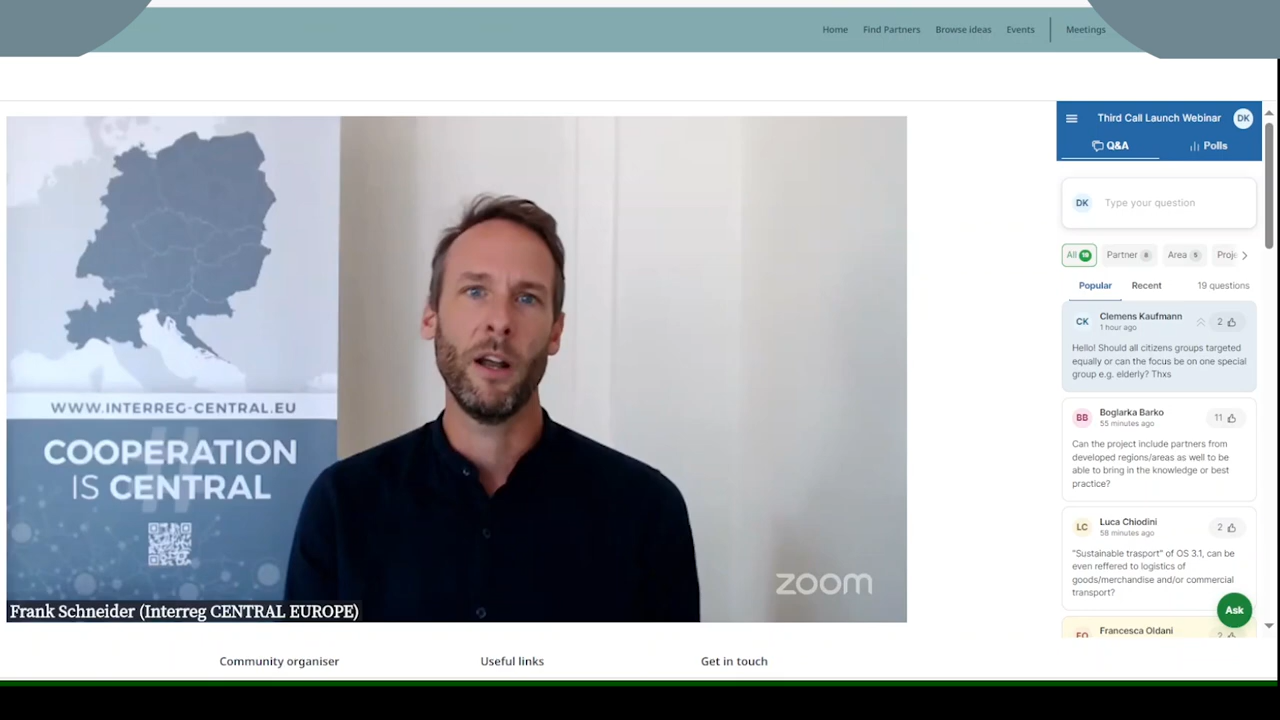 Home Find Partners Browse ideas Events Meetings
WWW.INTERREG-CENTRAL.EU
COOPERATION
IS CENTRAL
zoom
Frank Schneider (Interreg CENTRAL EUROPE)
Third Call Launch Webinar DK
Q&A Polls
DK Type your question
All 19 Partner 6 Area 5 Proj
Popular Recent 19 questions
CK Clemens Kaufmann 2
1 hour ago
Hello! Should all citizens groups targeted
equally or can the focus be on one special
group e.g. elderly? Thxs
BB Boglarka Barko 11
55 minutes ago
Can the project include partners from
developed regions/areas as well to be
able to bring in the knowledge or best
practice?
LC Luca Chiodini 2
58 minutes ago
"Sustainable trasport" of OS 3.1, can be
even reffered to logistics of
goods/merchandise and/or commercial
transport?
Ask
FO Francesca Oldani 2
Community organiser Useful links Get in touch